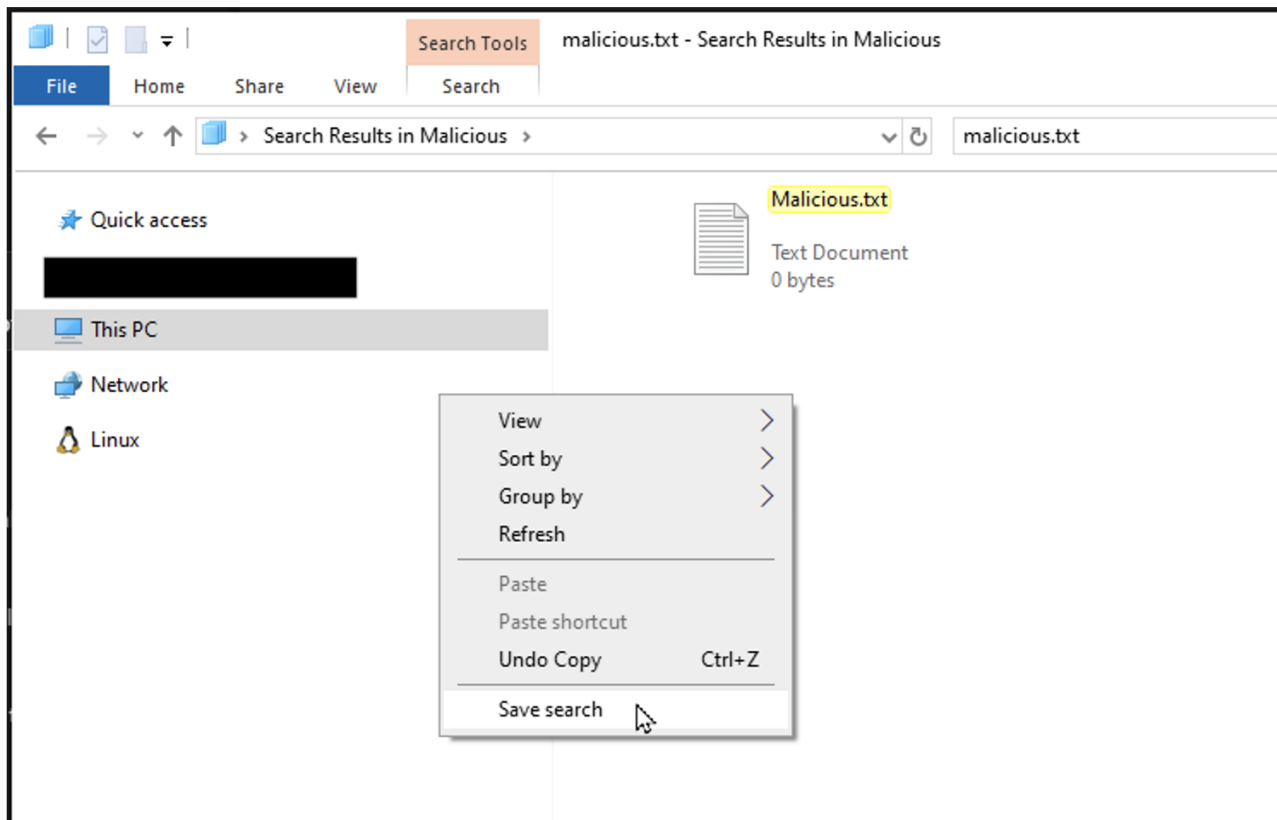 Search Tools
malicious.txt - Search Results in Malicious
File Home Share View Search
Search Results in Malicious
malicious.txt
Quick access
This PC
Network
Linux
Malicious.txt
Text Document
0 bytes
View
Sort by
Group by
Refresh
Paste
Paste shortcut
Undo Copy Ctrl+Z
Save search